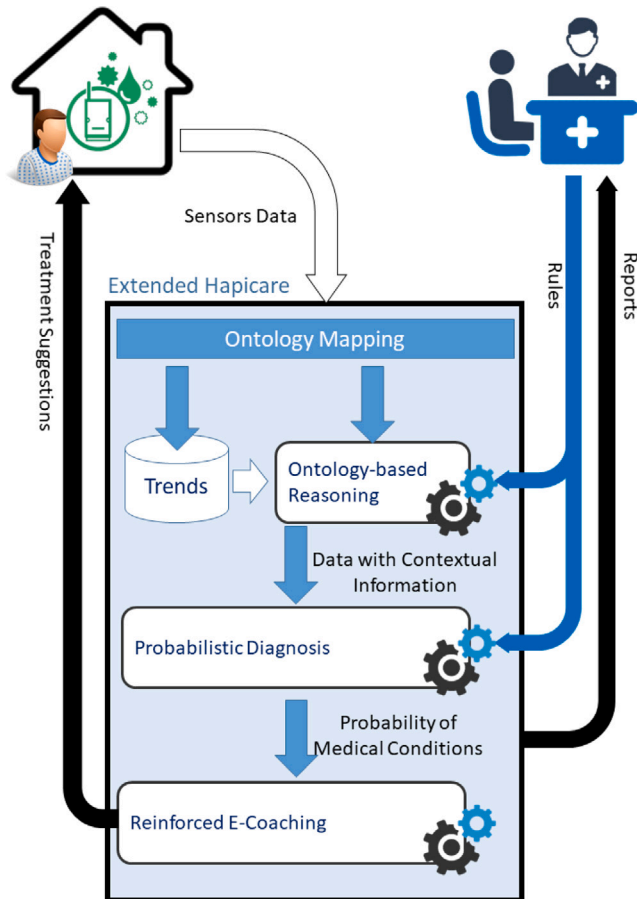 Sensors Data
Treatment Suggestions
Rules
Reports
Extended Hapicare
Ontology Mapping
Trends
Ontology-based
Reasoning
Data with Contextual
Information
Probabilistic Diagnosis
Probability of
Medical Conditions
Reinforced E-Coaching